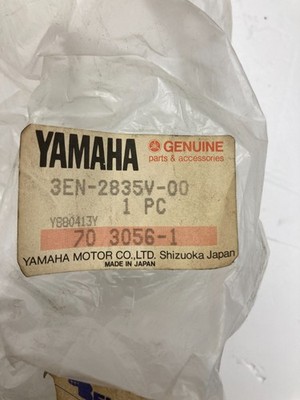 YAMAHA
GENUINE
parts & accessories
3EN-2835V-00
1 PC
Y880413Y
70 3056-1
YAMAHA MOTOR CO.,LTD. Shizuoka Japan
MADE IN JAPAN